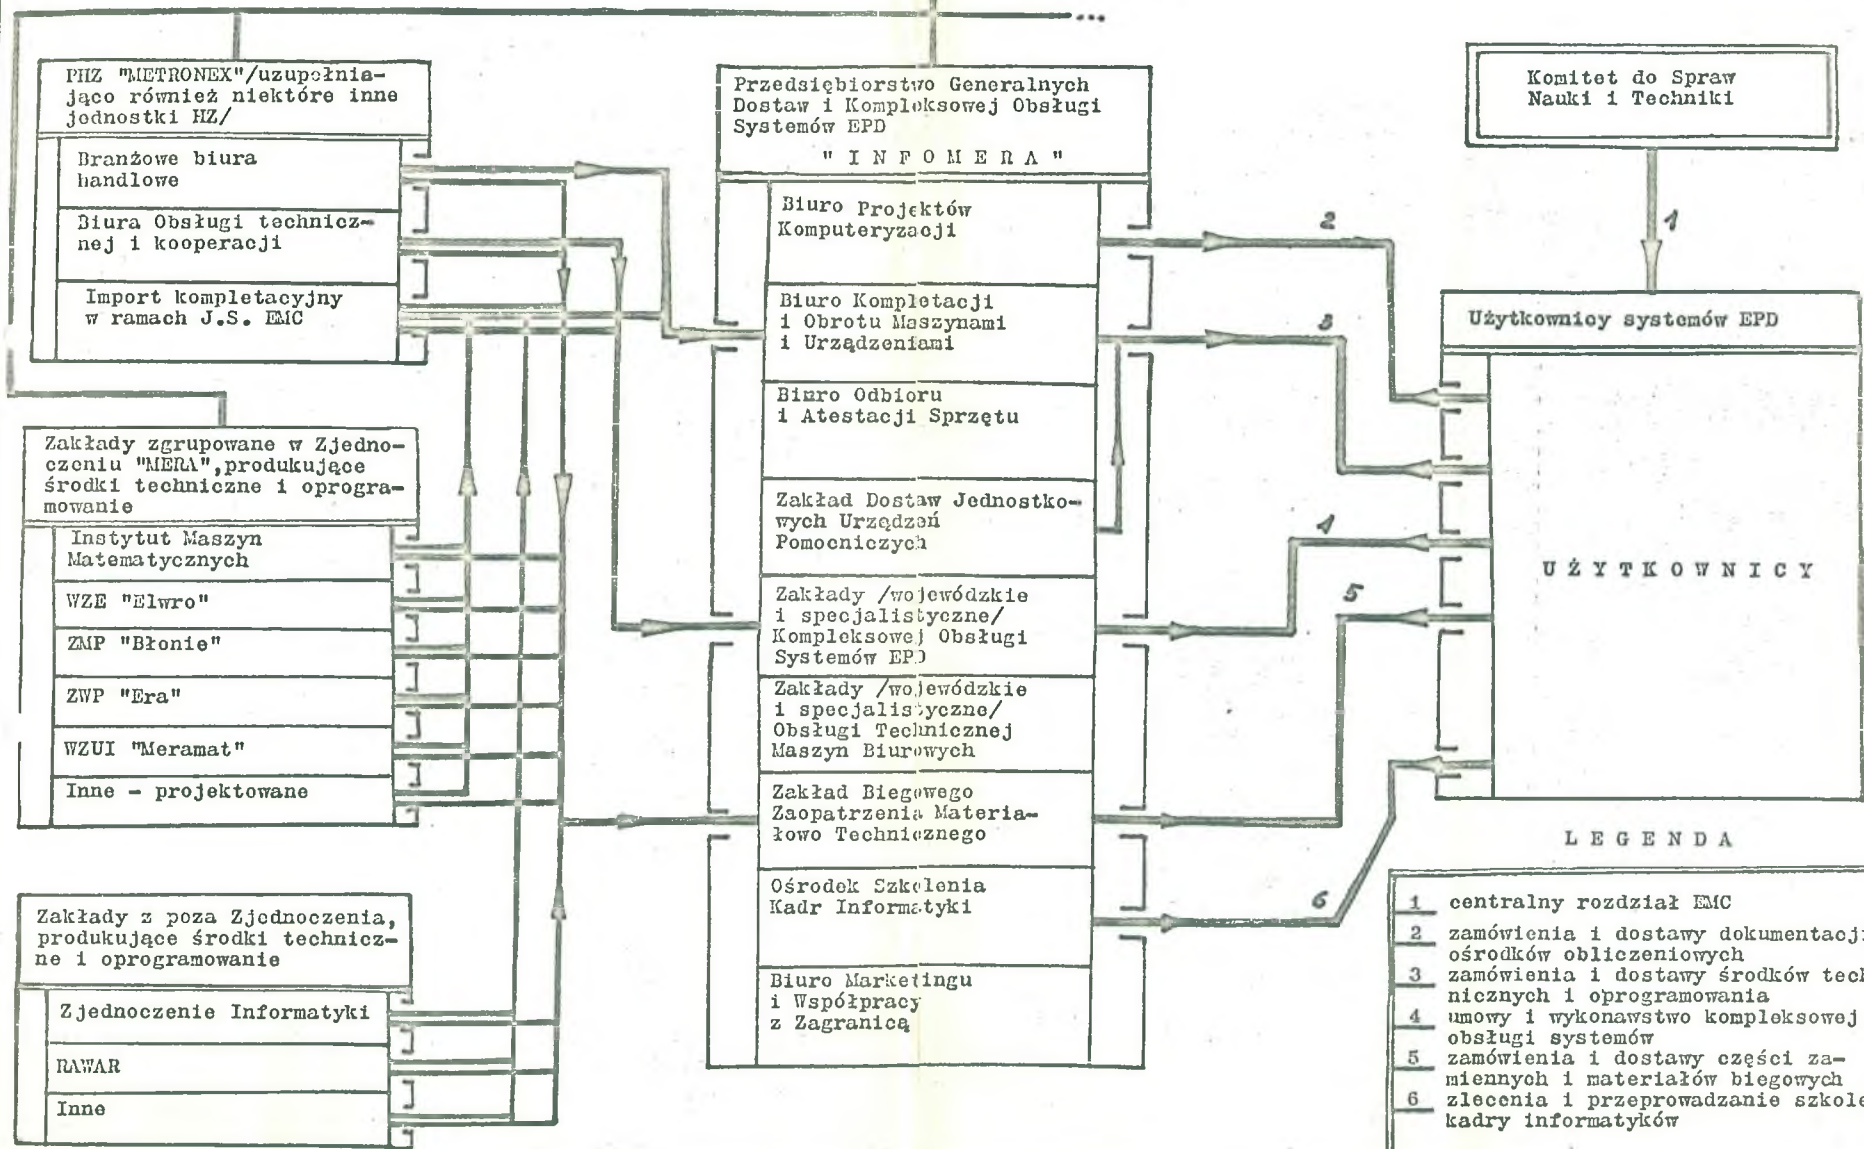 ...
PHZ "METRONEX"/uzupełnia-
jąco również niektóre inne
jednostki HZ/
Branżowe biura
handlowe
Biura Obsługi technicz-
nej i kooperacji
Import kompletacyjny
w ramach J.S. EMC
Zakłady zgrupowane w Zjedno-
czeniu "MERA",produkujące
środki techniczne i oprogra-
mowanie
Instytut Maszyn
Matematycznych
WZE "Elwro"
ZMP "Błonie"
ZWP "Era"
WZUI "Meramat"
Inne - projektowane
Zakłady z poza Zjednoczenia,
produkujące środki technicz-
ne i oprogramowanie
Zjednoczenie Informatyki
RAWAR
Inne
Przedsiębiorstwo Generalnych
Dostaw i Kompleksowej Obsługi
Systemów EPD
" I N F O M E R A "
Biuro Projektów
Komputeryzacji
Biuro Kompletacji
i Obrotu Maszynami
i Urządzeniami
Biuro Odbioru
i Atestacji Sprzętu
Zakład Dostaw Jednostko-
wych Urządzeń
Pomocniczych
Zakłady /wojewódzkie
i specjalistyczne/
Kompleksowej Obsługi
Systemów EPD
Zakłady /wojewódzkie
i specjalistyczne/
Obsługi Technicznej
Maszyn Biurowych
Zakład Biegowego
Zaopatrzenia Materia-
łowo Technicznego
Ośrodek Szkolenia
Kadr Informatyki
Biuro Marketingu
i Współpracy
z Zagranicą
2
3
4
5
6
Komitet do Spraw
Nauki i Techniki
1
Użytkownicy systemów EPD
U Ż Y T K O W N I C Y
L E G E N D A
1 centralny rozdział EMC
2 zamówienia i dostawy dokumentacji
ośrodków obliczeniowych
3 zamówienia i dostawy środków tech
nicznych i oprogramowania
4 umowy i wykonawstwo kompleksowej
obsługi systemów
5 zamówienia i dostawy części za-
miennych i materiałów biegowych
6 zlecenia i przeprowadzanie szkole
kadry informatyków